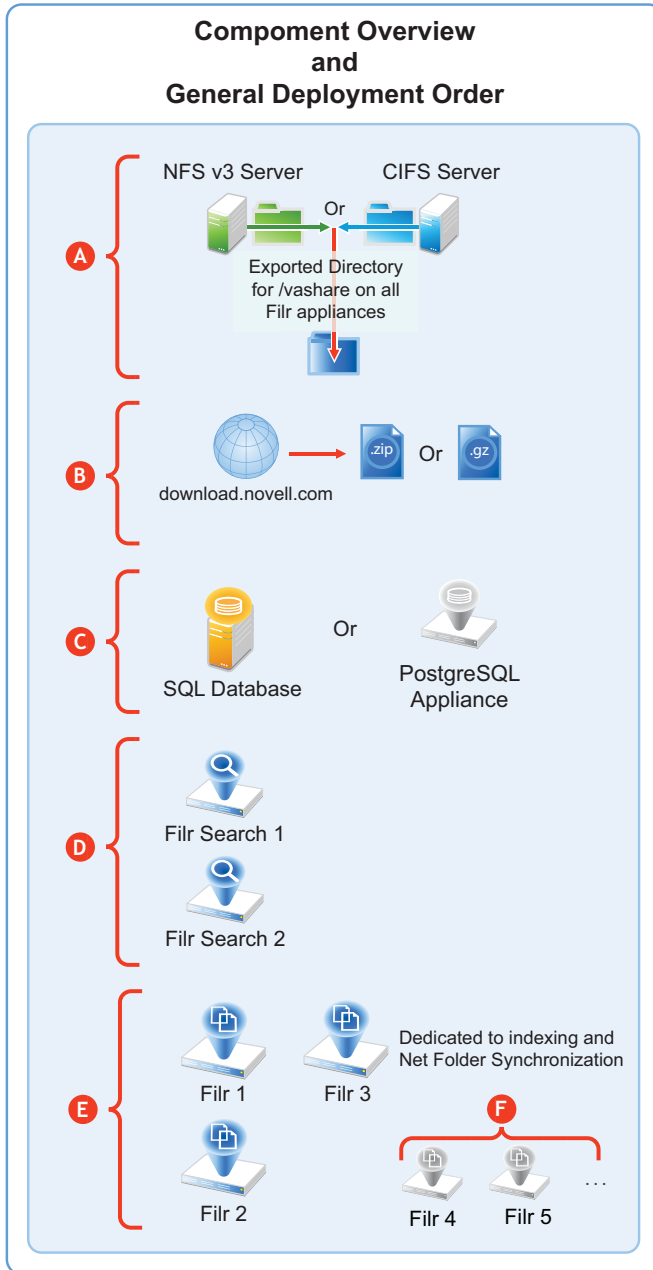 Compoment Overview
and
General Deployment Order
A
NFS v3 Server
CIFS Server
Or
Exported Directory
for /vashare on all
Filr appliances
B
download.novell.com
.zip
Or
.gz
C
SQL Database
Or
PostgreSQL
Appliance
D
Filr Search 1
Filr Search 2
E
Filr 1
Filr 3
Dedicated to indexing and
Net Folder Synchronization
Filr 2
F
Filr 4
Filr 5
...